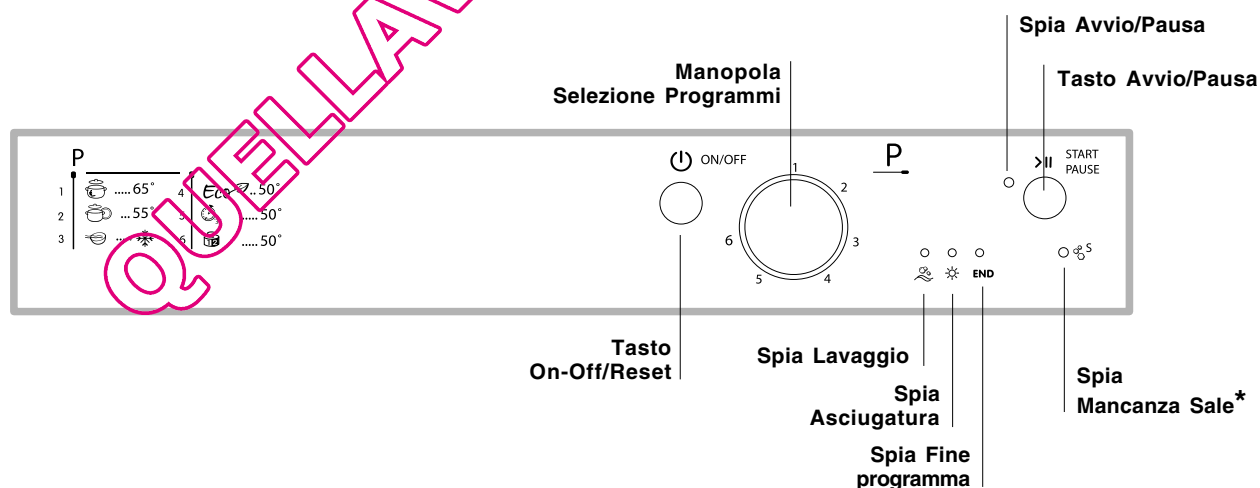 Spia Avvio/Pausa
Manopola
Selezione Programmi
Tasto Avvio/Pausa
P
1 ..... 65°
2 ... 55°
3 .....
4 Eco .. 50°
5 ..... 50°
6 ..... 50°
ON/OFF
1
2
3
4
5
6
P
START
PAUSE
END
S
Tasto
On-Off/Reset
Spia Lavaggio
Spia
Asciugatura
Spia Fine
programma
Spia
Mancanza Sale*